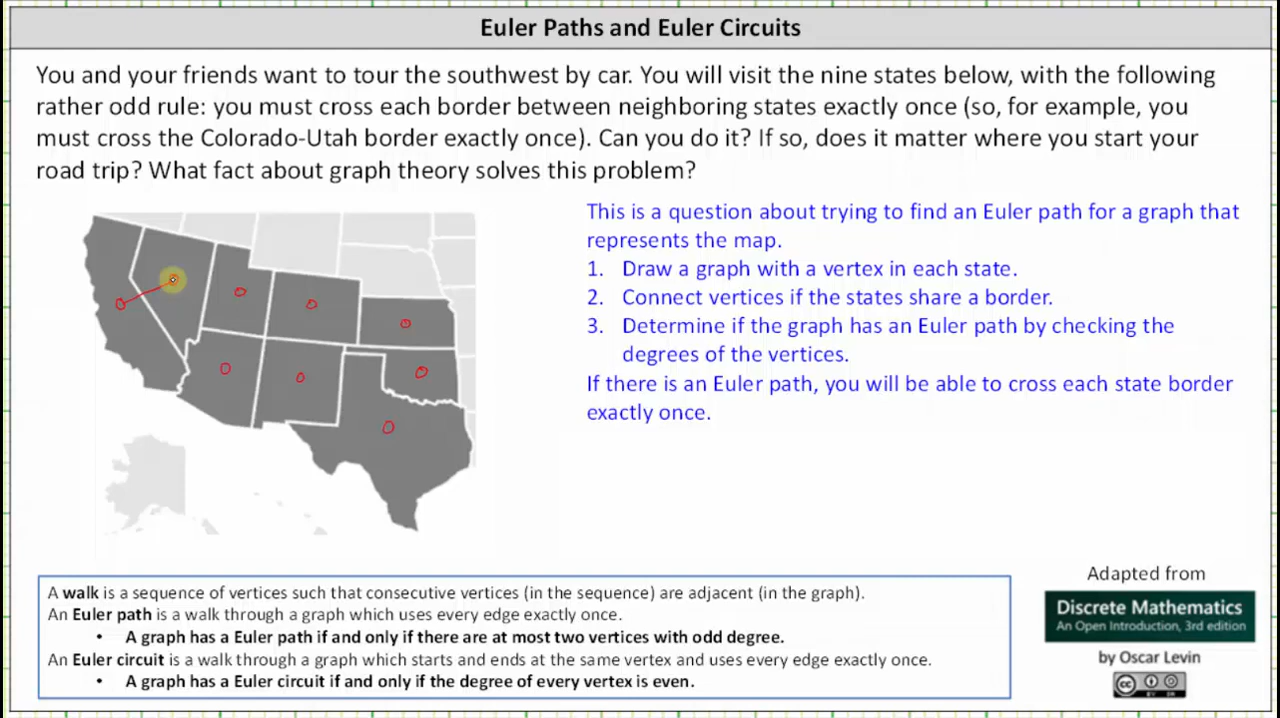 Euler Paths and Euler Circuits
You and your friends want to tour the southwest by car. You will visit the nine states below, with the following
rather odd rule: you must cross each border between neighboring states exactly once (so, for example, you
must cross the Colorado-Utah border exactly once). Can you do it? If so, does it matter where you start your
road trip? What fact about graph theory solves this problem?
This is a question about trying to find an Euler path for a graph that
represents the map.
1. Draw a graph with a vertex in each state.
2. Connect vertices if the states share a border.
3. Determine if the graph has an Euler path by checking the
degrees of the vertices.
If there is an Euler path, you will be able to cross each state border
exactly once.
A walk is a sequence of vertices such that consecutive vertices (in the sequence) are adjacent (in the graph).
An Euler path is a walk through a graph which uses every edge exactly once.
• A graph has a Euler path if and only if there are at most two vertices with odd degree.
An Euler circuit is a walk through a graph which starts and ends at the same vertex and uses every edge exactly once.
• A graph has a Euler circuit if and only if the degree of every vertex is even.
Adapted from
Discrete Mathematics
An Open Introduction, 3rd edition
by Oscar Levin
cc